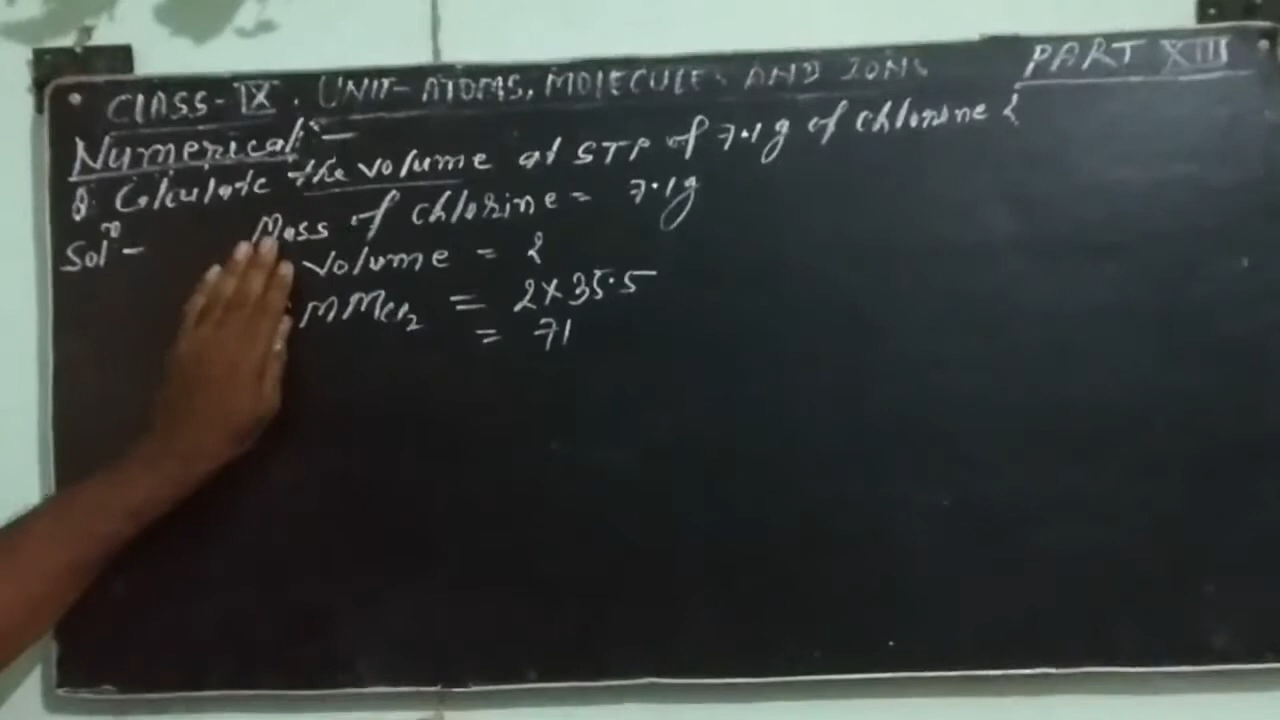 PART XIII
CLASS-IX. UNIT-ATOMS, MOLECULES AND IONS
Numerical:-
Q. Calculate the volume at STP of 7.1g of chlorine?
Solⁿ- Mass of chlorine = 7.1g
Volume = ?
MMCl₂ = 2×35.5
= 71